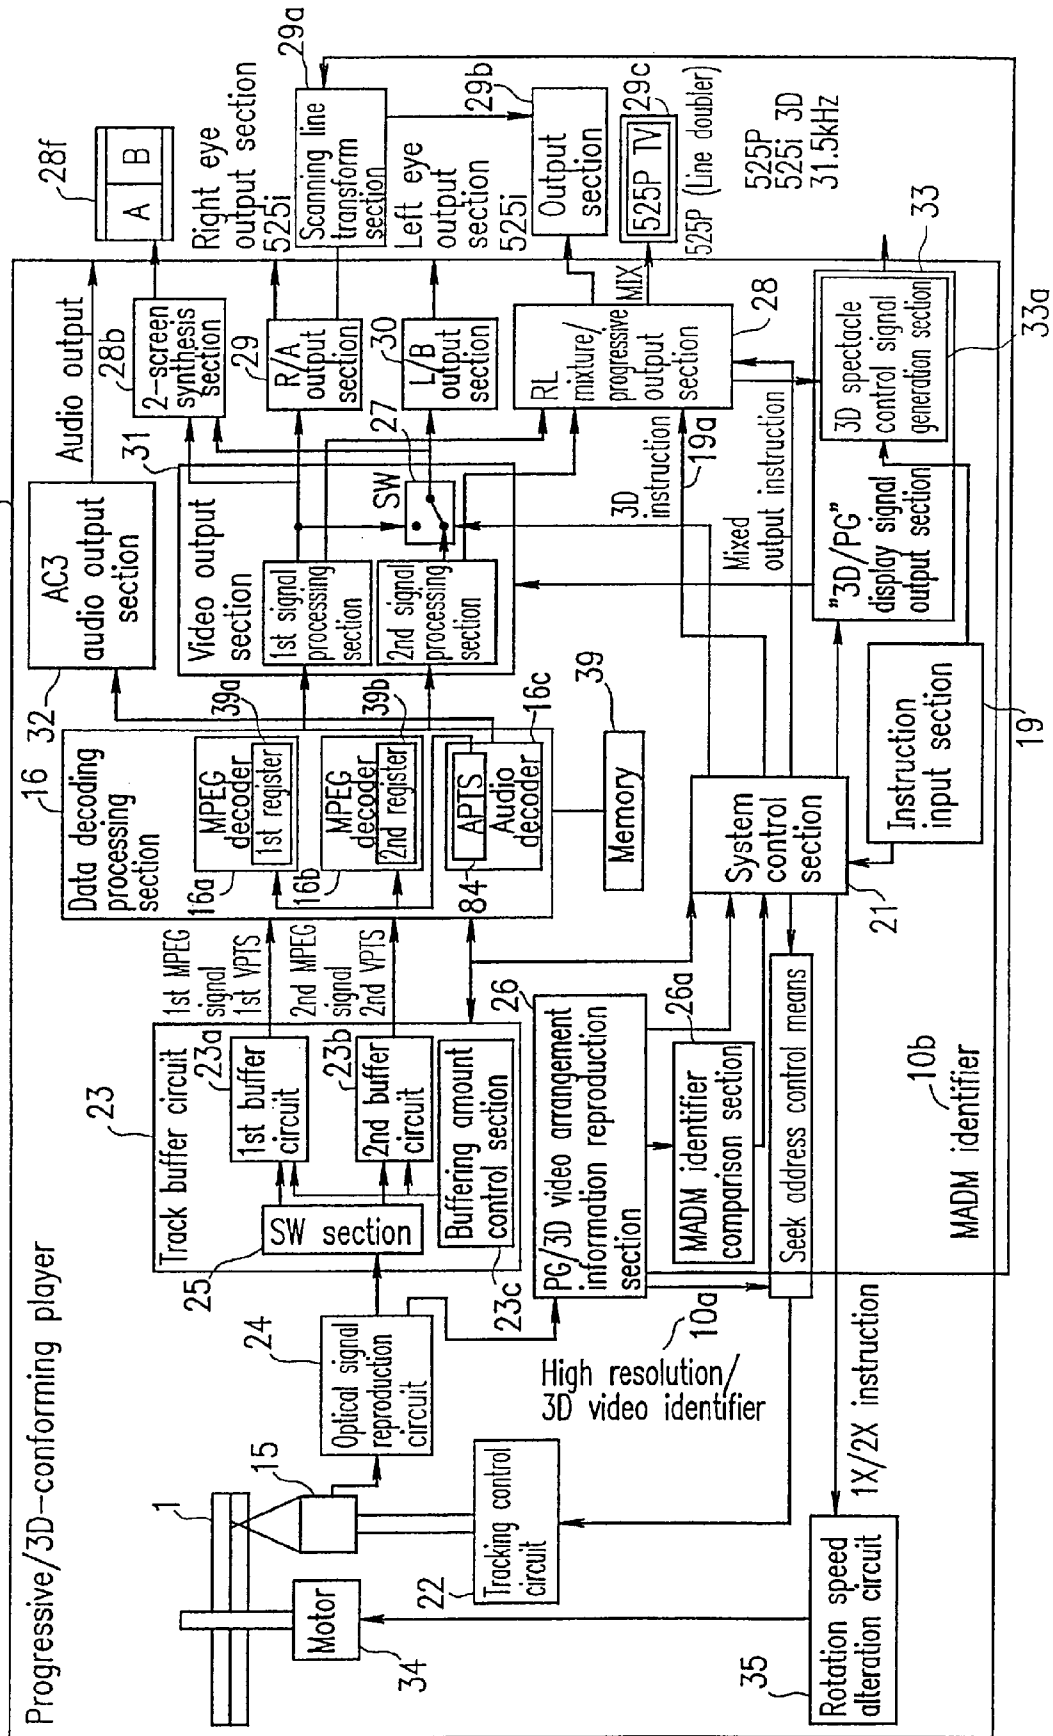 Progressive/3D-conforming player
1
15
Motor
34
22
Tracking control
circuit
35
Rotation speed
alteration circuit
1X/2X instruction
24
Optical signal
reproduction
circuit
High resolution/
3D video identifier
10a
23
Track buffer circuit
25
SW section
23a
1st buffer
circuit
23b
2nd buffer
circuit
Buffering amount
control section
23c
26
PG/3D video arrangement
information reproduction
section
26a
MADM identifier
comparison section
Seek address control means
10b
MADM identifier
1st MPEG
signal
1st VPTS
2nd MPEG
signal
2nd VPTS
16
Data decoding
processing
section
16a
MPEG
decoder
39a
1st register
16b
MPEG
decoder
39b
2nd register
84
APTS
Audio
decoder
16c
Memory
39
System
control
section
21
Instruction
input section
19
32
AC3
audio output
section
Audio output
31
Video output
section
1st signal
processing
section
2nd signal
processing
section
SW
27
28b
2-screen
synthesis
section
28f
A
B
29
R/A
output
section
30
L/B
output
section
Right eye
output section
525i
29a
Scanning line
transform
section
Left eye
output
section
525i
29b
Output
section
RL
mixture/
progressive
output
section
28
MIX
525P TV
29c
525P (Line doubler)
525P
525i 3D
31.5kHz
3D
instruction
19a
Mixed
output instruction
"3D/PG"
display signal
output section
3D spectacle
control signal
generation section
33
33a